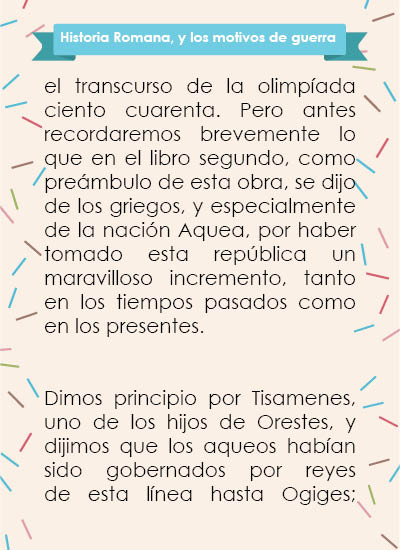 Historia Romana, y los motivos de guerra
el transcurso de la olimpíada
ciento cuarenta. Pero antes
recordaremos brevemente lo
que en el libro segundo, como
preámbulo de esta obra, se dijo
de los griegos, y especialmente
de la nación Aquea, por haber
tomado esta república un
maravilloso incremento, tanto
en los tiempos pasados como
en los presentes.
Dimos principio por Tisamenes,
uno de los hijos de Orestes, y
dijimos que los aqueos habían
sido gobernados por reyes
de esta línea hasta Ogiges;